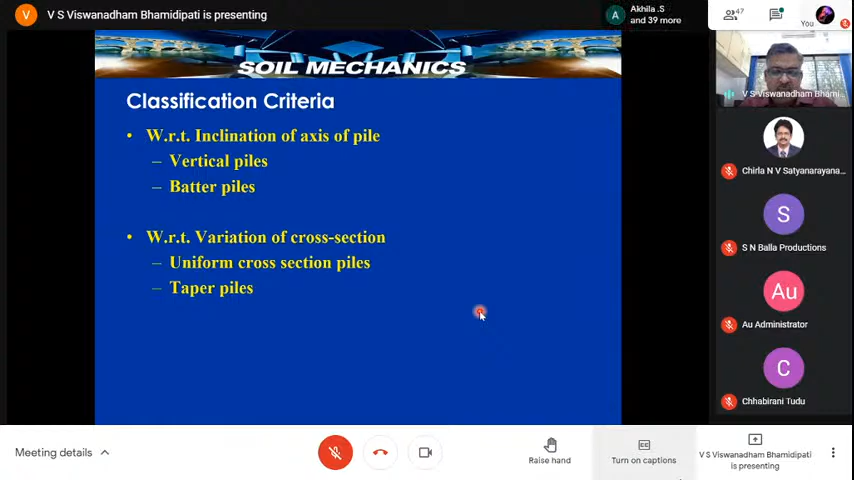 V
V S Viswanadham Bhamidipati is presenting
A
Akhila .S
and 39 more
47
You
SOIL MECHANICS
Classification Criteria
• W.r.t. Inclination of axis of pile
– Vertical piles
– Batter piles
• W.r.t. Variation of cross-section
– Uniform cross section piles
– Taper piles
V S Viswanadham Bhami...
Chirla N V Satyanarayana...
S
S N Balla Productions
Au
Au Administrator
C
Chhabirani Tudu
Meeting details
Raise hand
Turn on captions
V S Viswanadham Bhamidipati
is presenting